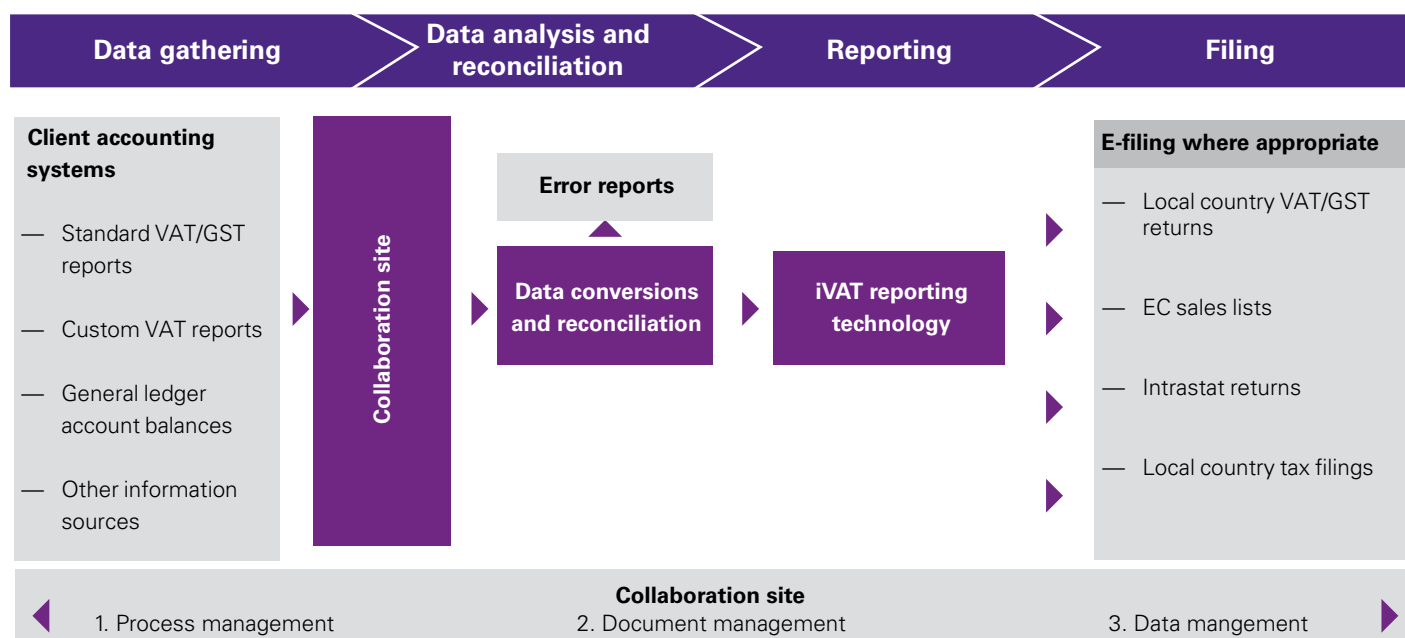 Data gathering
Data analysis and
reconciliation
Reporting
Filing
Client accounting
systems
— Standard VAT/GST
reports
— Custom VAT reports
— General ledger
account balances
— Other information
sources
Collaboration site
Error reports
Data conversions
and reconciliation
iVAT reporting
technology
E-filing where appropriate
— Local country VAT/GST
returns
— EC sales lists
— Intrastat returns
— Local country tax filings
Collaboration site
1. Process management
2. Document management
3. Data mangement